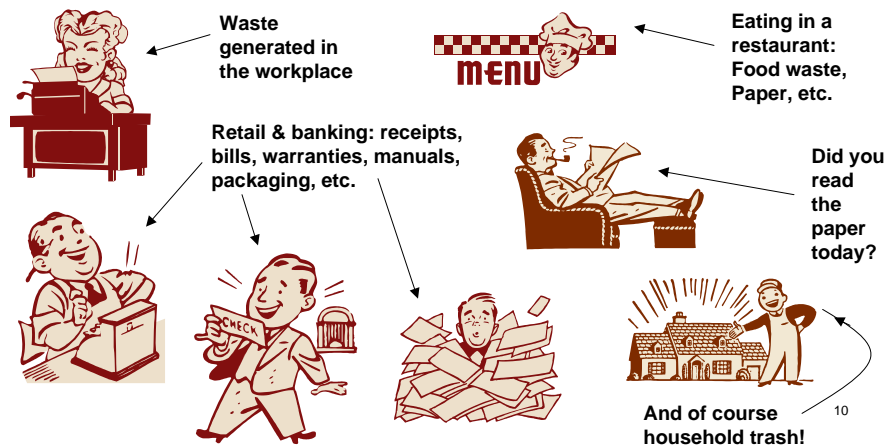 Waste
generated in
the workplace
MENU
Eating in a
restaurant:
Food waste,
Paper, etc.
Retail & banking: receipts,
bills, warranties, manuals,
packaging, etc.
Did you
read
the
paper
today?
CHECK
And of course
household trash!
10